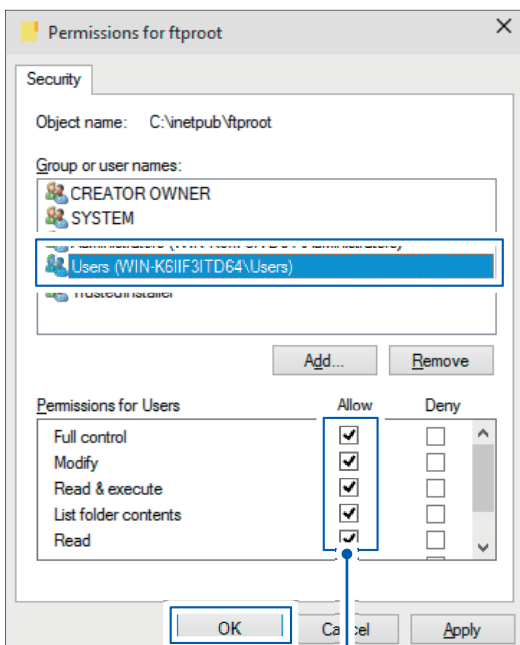 Permissions for ftproot
Security
Object name: C:\inetpub\ftproot
Group or user names:
CREATOR OWNER
SYSTEM
Users (WIN-K6IIF3ITD64\Users)
TrustedInstaller
Add...
Remove
Permissions for Users Allow Deny
Full control
Modify
Read & execute
List folder contents
Read
OK
Cancel
Apply